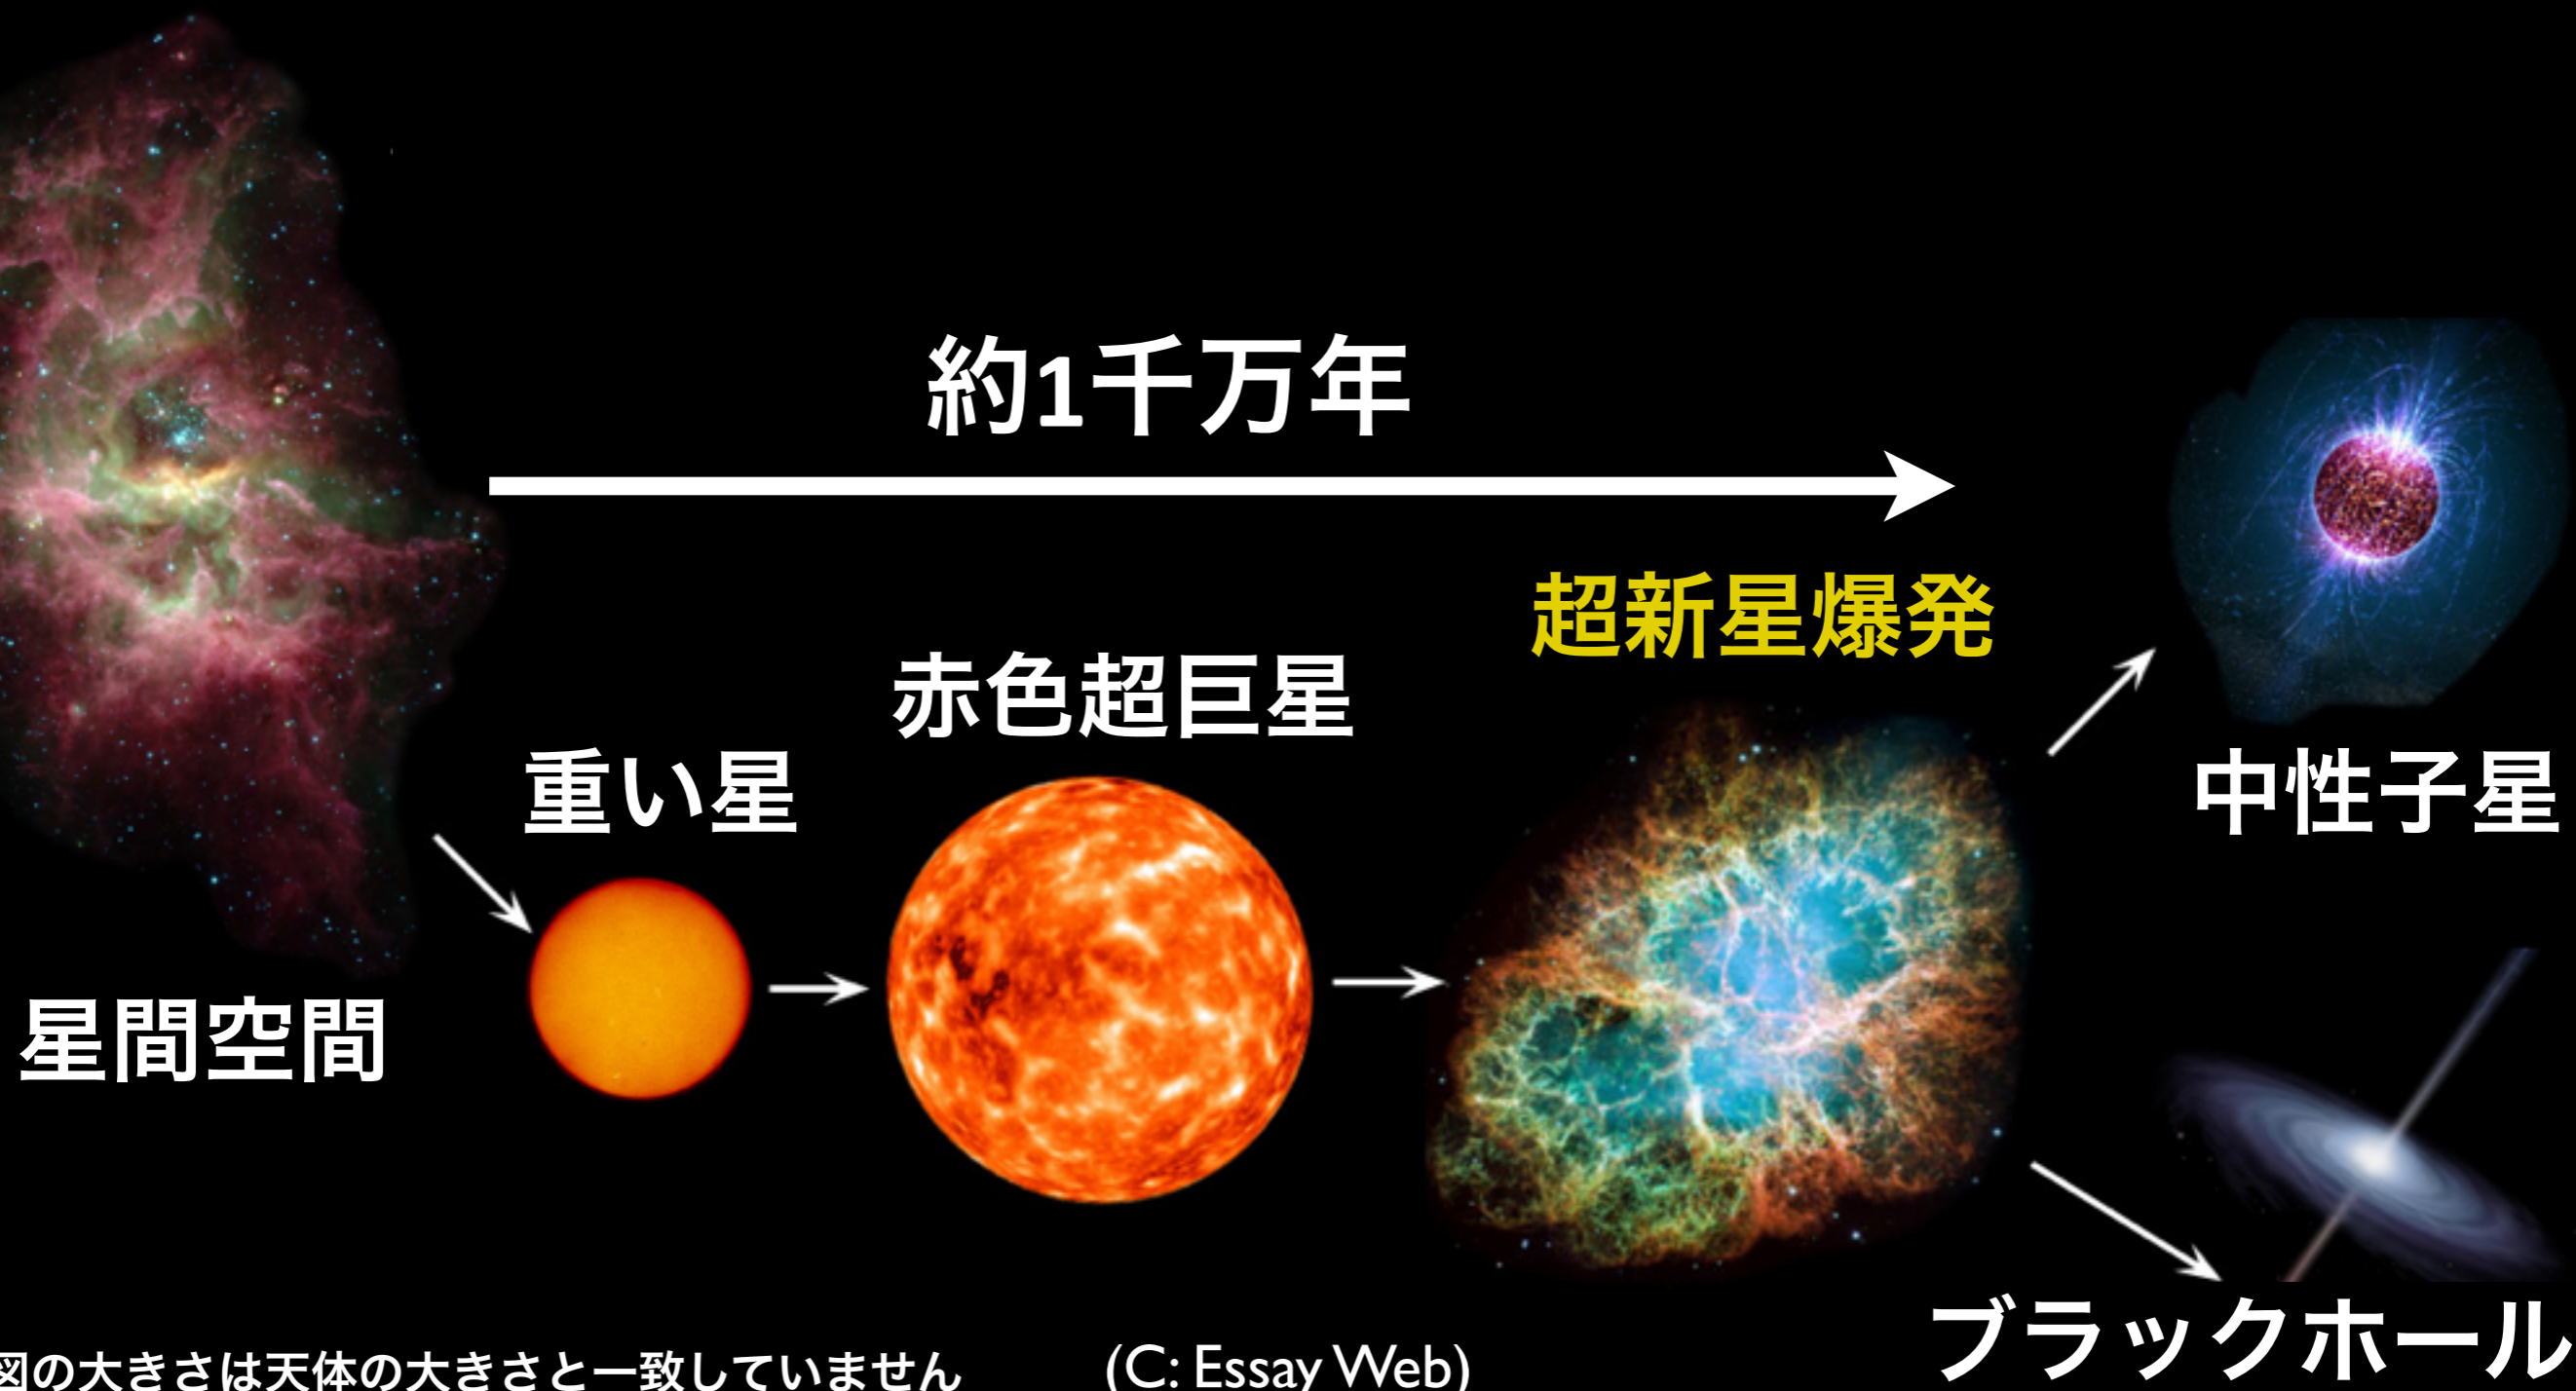 約1千万年
超新星爆発
赤色超巨星
重い星
中性子星
星間空間
ブラックホール
図の大きさは天体の大きさと一致していません
(C: Essay Web)